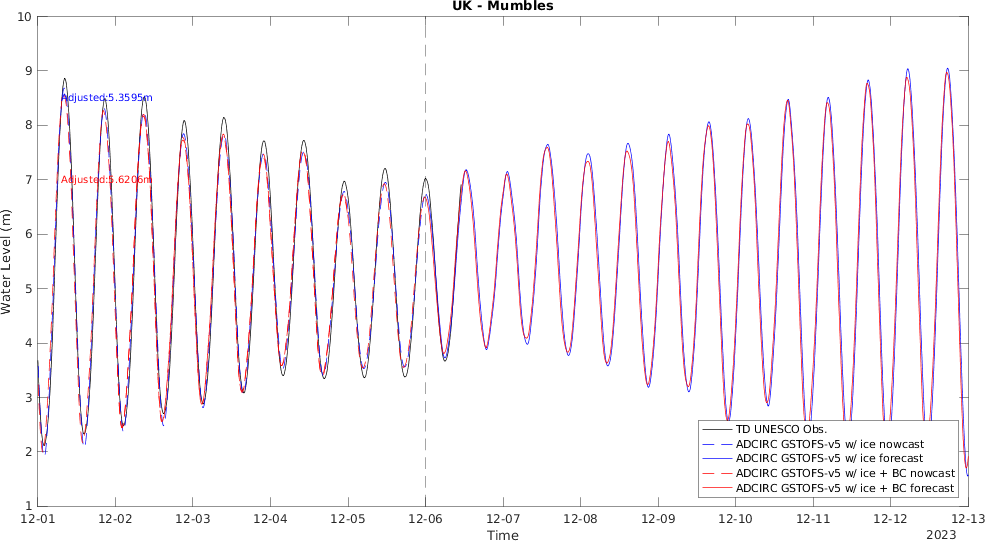 UK - Mumbles
10
9
8
7
6
5
4
3
2
1
Water Level (m)
Adjusted:5.3595m
Adjusted:5.6206m
TD UNESCO Obs.
ADCIRC GSTOFS-v5 w/ ice nowcast
ADCIRC GSTOFS-v5 w/ ice forecast
ADCIRC GSTOFS-v5 w/ ice + BC nowcast
ADCIRC GSTOFS-v5 w/ ice + BC forecast
12-01 12-02 12-03 12-04 12-05 12-06 12-07 12-08 12-09 12-10 12-11 12-12 12-13
Time
2023